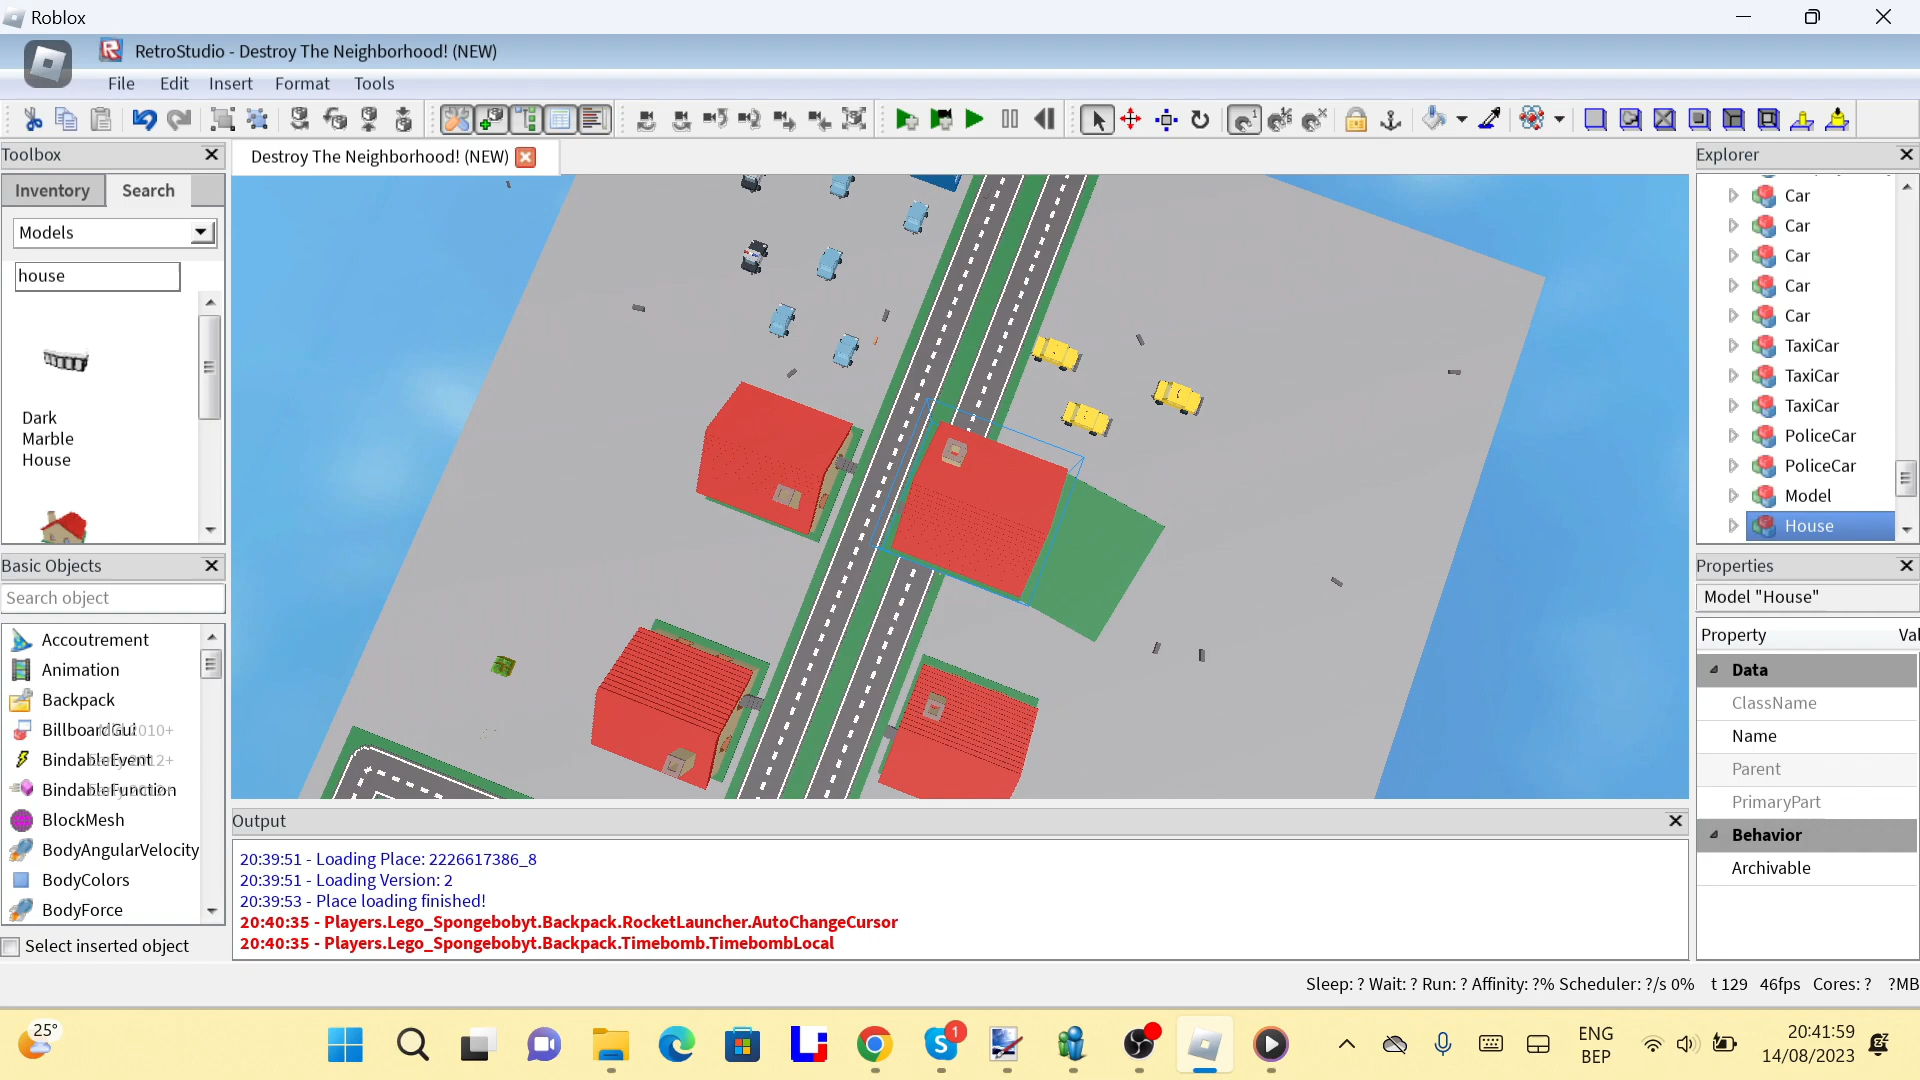 Roblox
RetroStudio - Destroy The Neighborhood! (NEW)
File Edit Insert Format Tools
Toolbox
Inventory Search
Models
house
Dark
Marble
House
Basic Objects
Search object
Accoutrement
Animation
Backpack
BillboardGui
BindableEvent
BindableFunction
BlockMesh
BodyAngularVelocity
BodyColors
BodyForce
Select inserted object
Destroy The Neighborhood! (NEW)
Output
20:39:51 - Loading Place: 2226617386_8
20:39:51 - Loading Version: 2
20:39:53 - Place loading finished!
20:40:35 - Players.Lego_Spongebobyt.Backpack.RocketLauncher.AutoChangeCursor
20:40:35 - Players.Lego_Spongebobyt.Backpack.Timebomb.TimebombLocal
Explorer
Car
Car
Car
Car
Car
TaxiCar
TaxiCar
TaxiCar
PoliceCar
PoliceCar
Model
House
Properties
Model "House"
Property Val
Data
ClassName
Name
Parent
PrimaryPart
Behavior
Archivable
Sleep: ? Wait: ? Run: ? Affinity: ?% Scheduler: ?/s 0% t 129 46fps Cores: ? ?MB
25°
1
ENG
BEP
20:41:59
14/08/2023